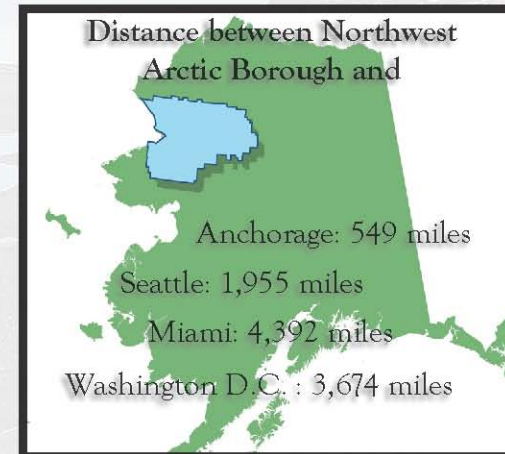 Distance between Northwest
Arctic Borough and
Anchorage: 549 miles
Seattle: 1,955 miles
Miami: 4,392 miles
Washington D.C. : 3,674 miles